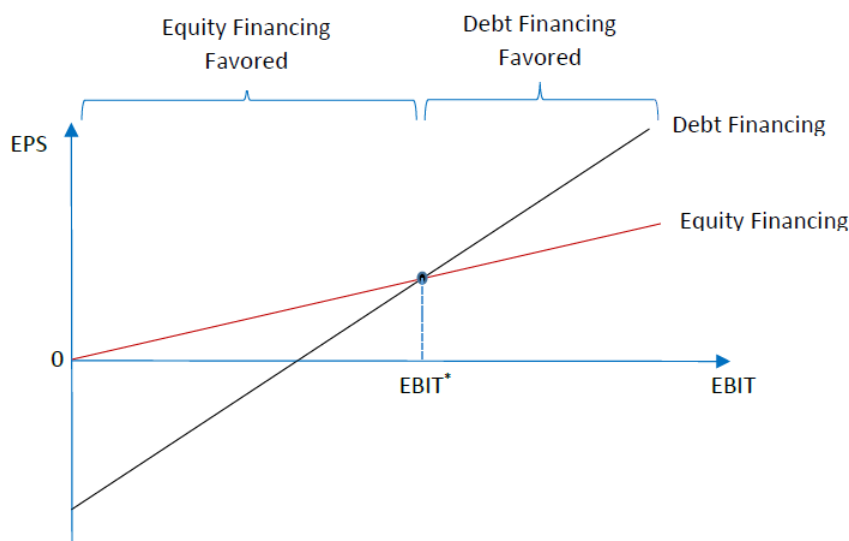 Equity Financing
Favored
Debt Financing
Favored
EPS
Debt Financing
Equity Financing
0
EBIT*
EBIT